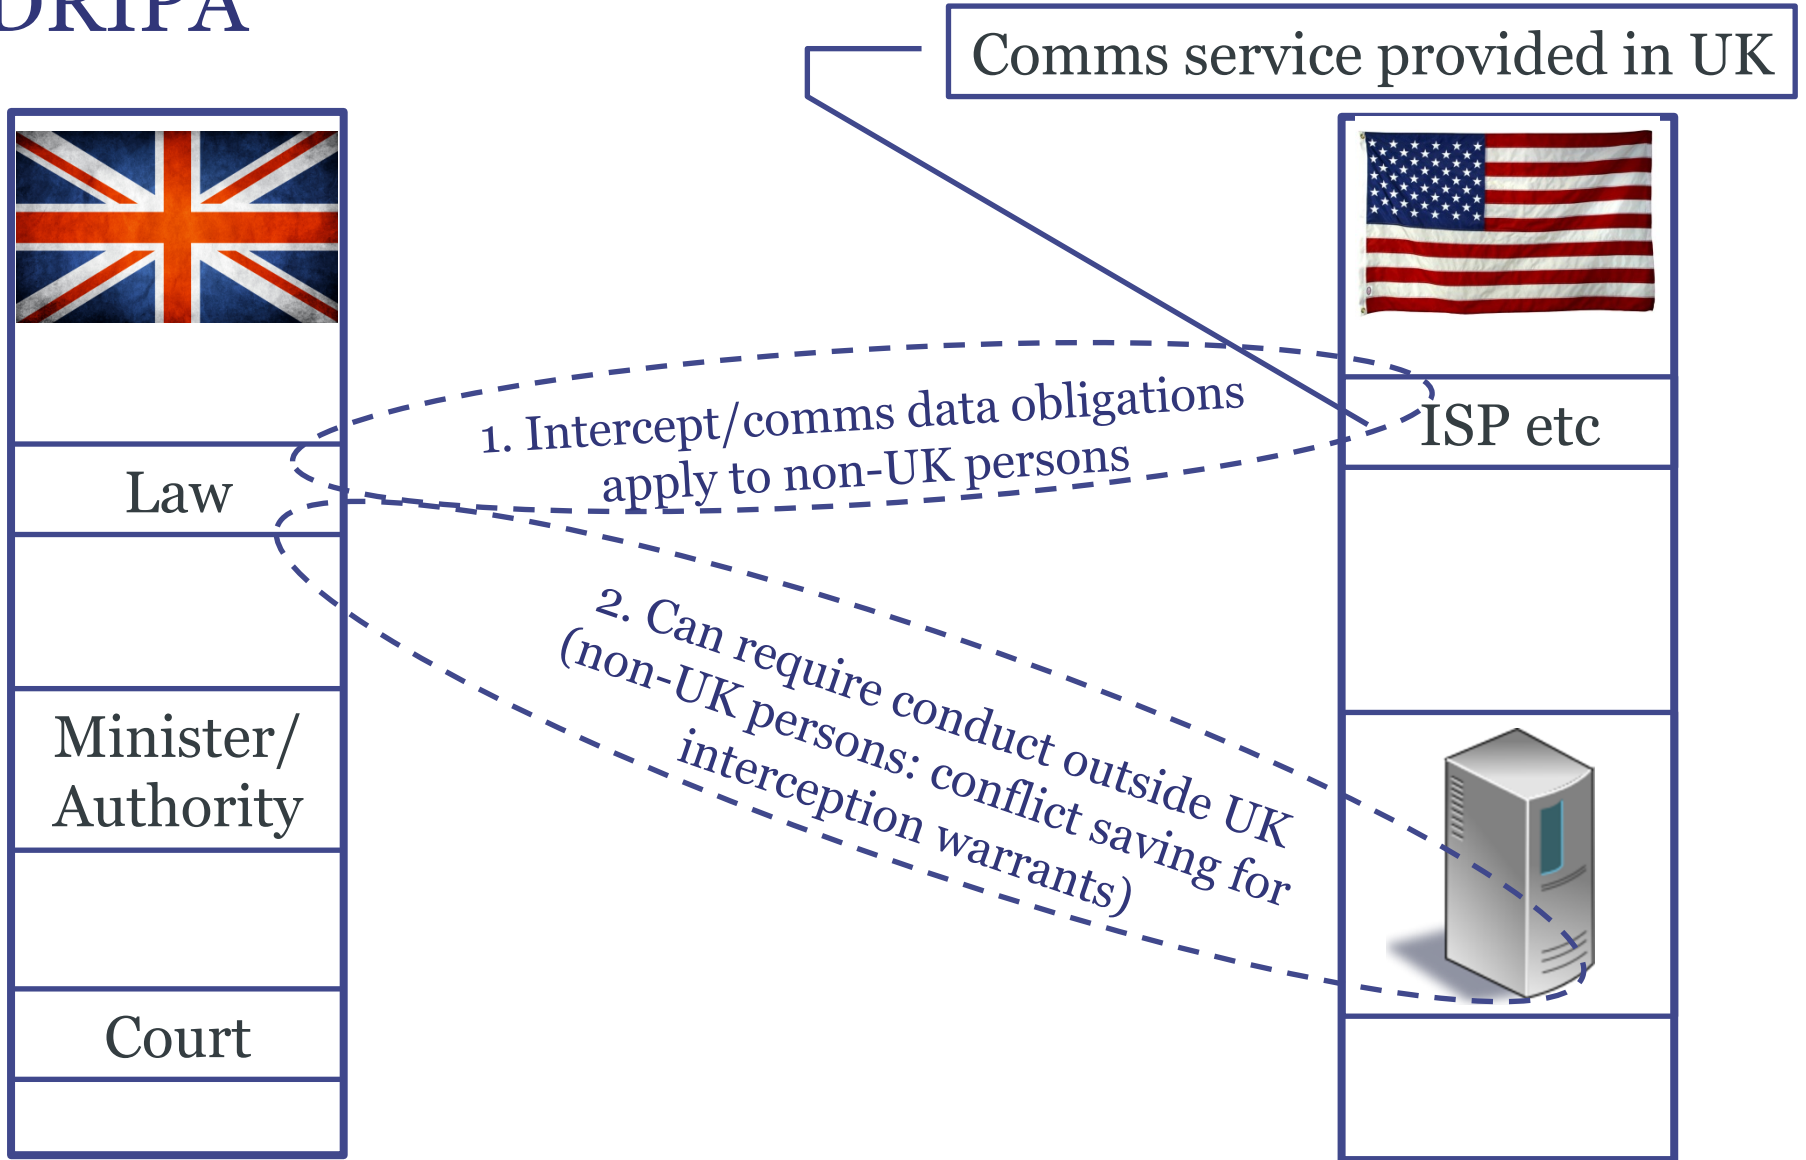 DRIPA
Comms service provided in UK
1. Intercept/comms data obligations
apply to non-UK persons
ISP etc
Law
2. Can require conduct outside UK
(non-UK persons: conflict saving for
interception warrants)
Minister/
Authority
Court